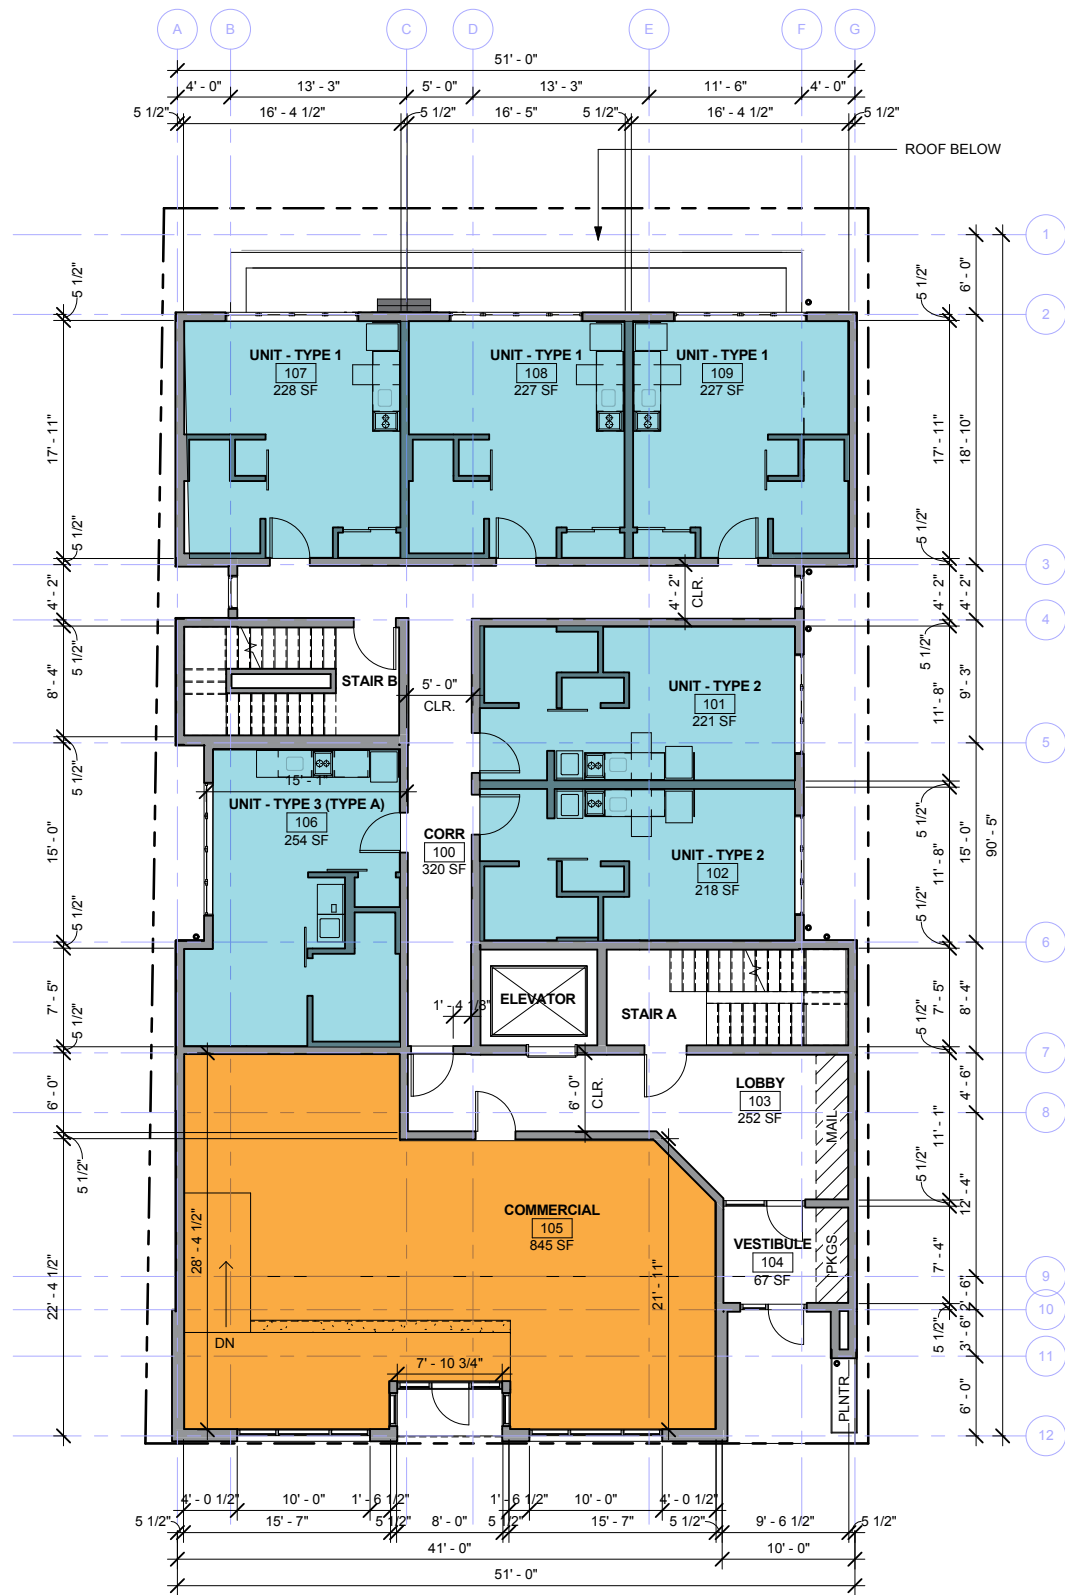 A B C D E F G
51' - 0"
4' - 0" 13' - 3" 5' - 0" 13' - 3" 11' - 6" 4' - 0"
5 1/2" 16' - 4 1/2" 5 1/2" 16' - 5" 5 1/2" 16' - 4 1/2" 5 1/2"
ROOF BELOW
1
2
3
4
5
6
7
8
9
10
11
12
5 1/2"
17' - 11"
5 1/2"
4' - 2"
5 1/2"
8' - 4"
5 1/2"
15' - 0"
5 1/2"
7' - 5"
5 1/2"
6' - 0"
5 1/2"
22' - 4 1/2"
UNIT - TYPE 1
107
228 SF
UNIT - TYPE 1
108
227 SF
UNIT - TYPE 1
109
227 SF
4' - 2"
CLR.
STAIR B
5' - 0"
CLR.
UNIT - TYPE 2
101
221 SF
15' - 1"
UNIT - TYPE 3 (TYPE A)
106
254 SF
CORR
100
320 SF
UNIT - TYPE 2
102
218 SF
1' - 4 1/8"
ELEVATOR
STAIR A
6' - 0"
CLR.
LOBBY
103
252 SF
MAIL
COMMERCIAL
105
845 SF
28' - 4 1/2"
21' - 11"
VESTIBULE
104
67 SF
PKGS.
DN
7' - 10 3/4"
PLNTR
5 1/2"
17' - 11"
5 1/2"
4' - 2"
5 1/2"
11' - 8"
5 1/2"
11' - 8"
5 1/2"
7' - 5"
5 1/2"
11' - 1"
5 1/2"
7' - 4"
5 1/2"
6' - 0"
18' - 10"
4' - 2"
9' - 3"
15' - 0"
8' - 4"
4' - 6"
12' - 4"
2' - 6"
3' - 6"
6' - 0"
90' - 5"
4' - 0 1/2" 10' - 0" 1' - 6 1/2" 1' - 6 1/2" 10' - 0" 4' - 0 1/2"
5 1/2" 15' - 7" 5 1/2" 8' - 0" 5 1/2" 15' - 7" 5 1/2" 9' - 6 1/2" 5 1/2"
41' - 0" 10' - 0"
51' - 0"